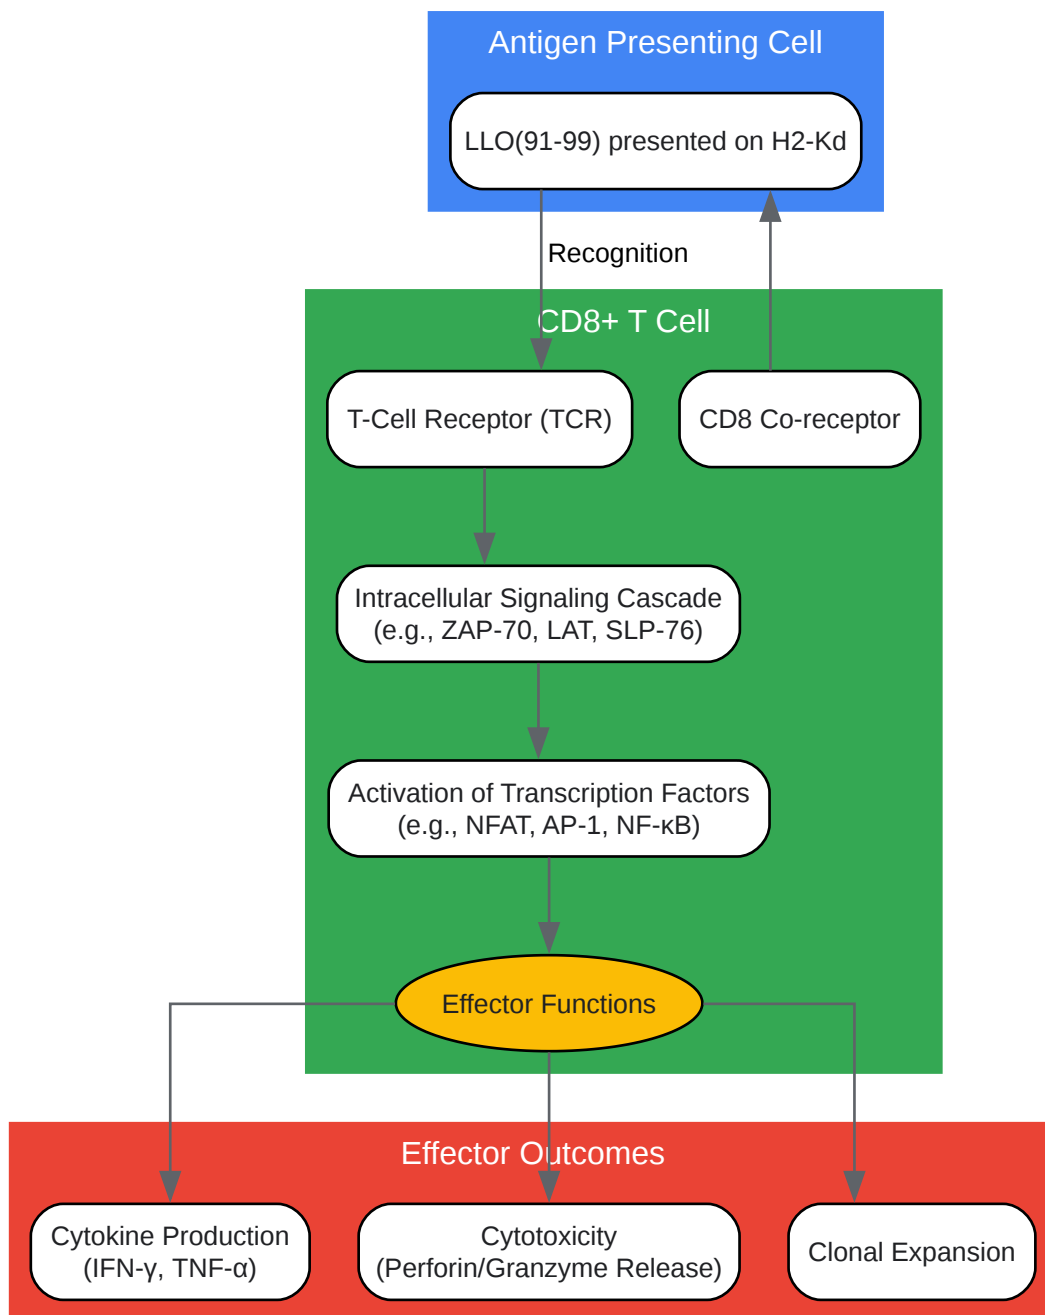 Antigen Presenting Cell
LLO(91-99) presented on H2-Kd
Recognition
CD8+ T Cell
T-Cell Receptor (TCR)
CD8 Co-receptor
Intracellular Signaling Cascade
(e.g., ZAP-70, LAT, SLP-76)
Activation of Transcription Factors
(e.g., NFAT, AP-1, NF-κB)
Effector Functions
Effector Outcomes
Cytokine Production
(IFN-γ, TNF-α)
Cytotoxicity
(Perforin/Granzyme Release)
Clonal Expansion